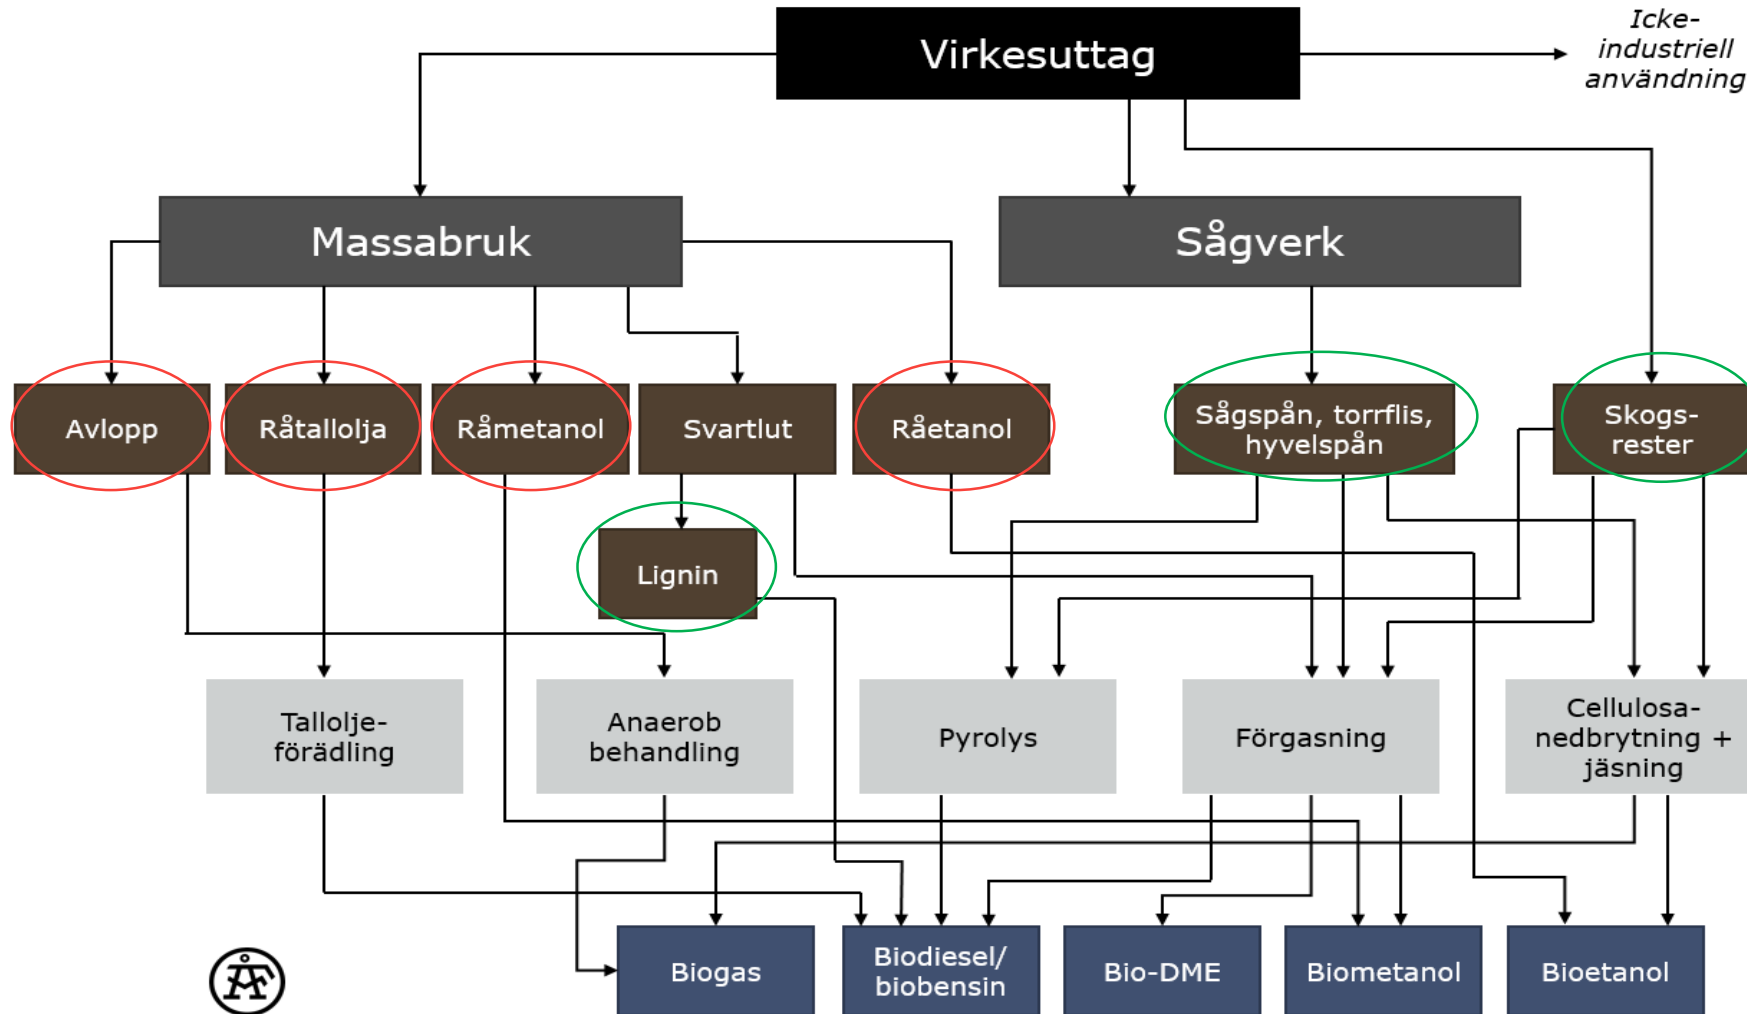 Virkesuttag
Icke-
industriell
användning
Massabruk
Sågverk
Avlopp
Råtallolja
Råmetanol
Svartlut
Råetanol
Sågspån, torrflis,
hyvelspån
Skogs-
rester
Lignin
Tallolje-
förädling
Anaerob
behandling
Pyrolys
Förgasning
Cellulosa-
nedbrytning +
jäsning
Biogas
Biodiesel/
biobensin
Bio-DME
Biometanol
Bioetanol
ÅF